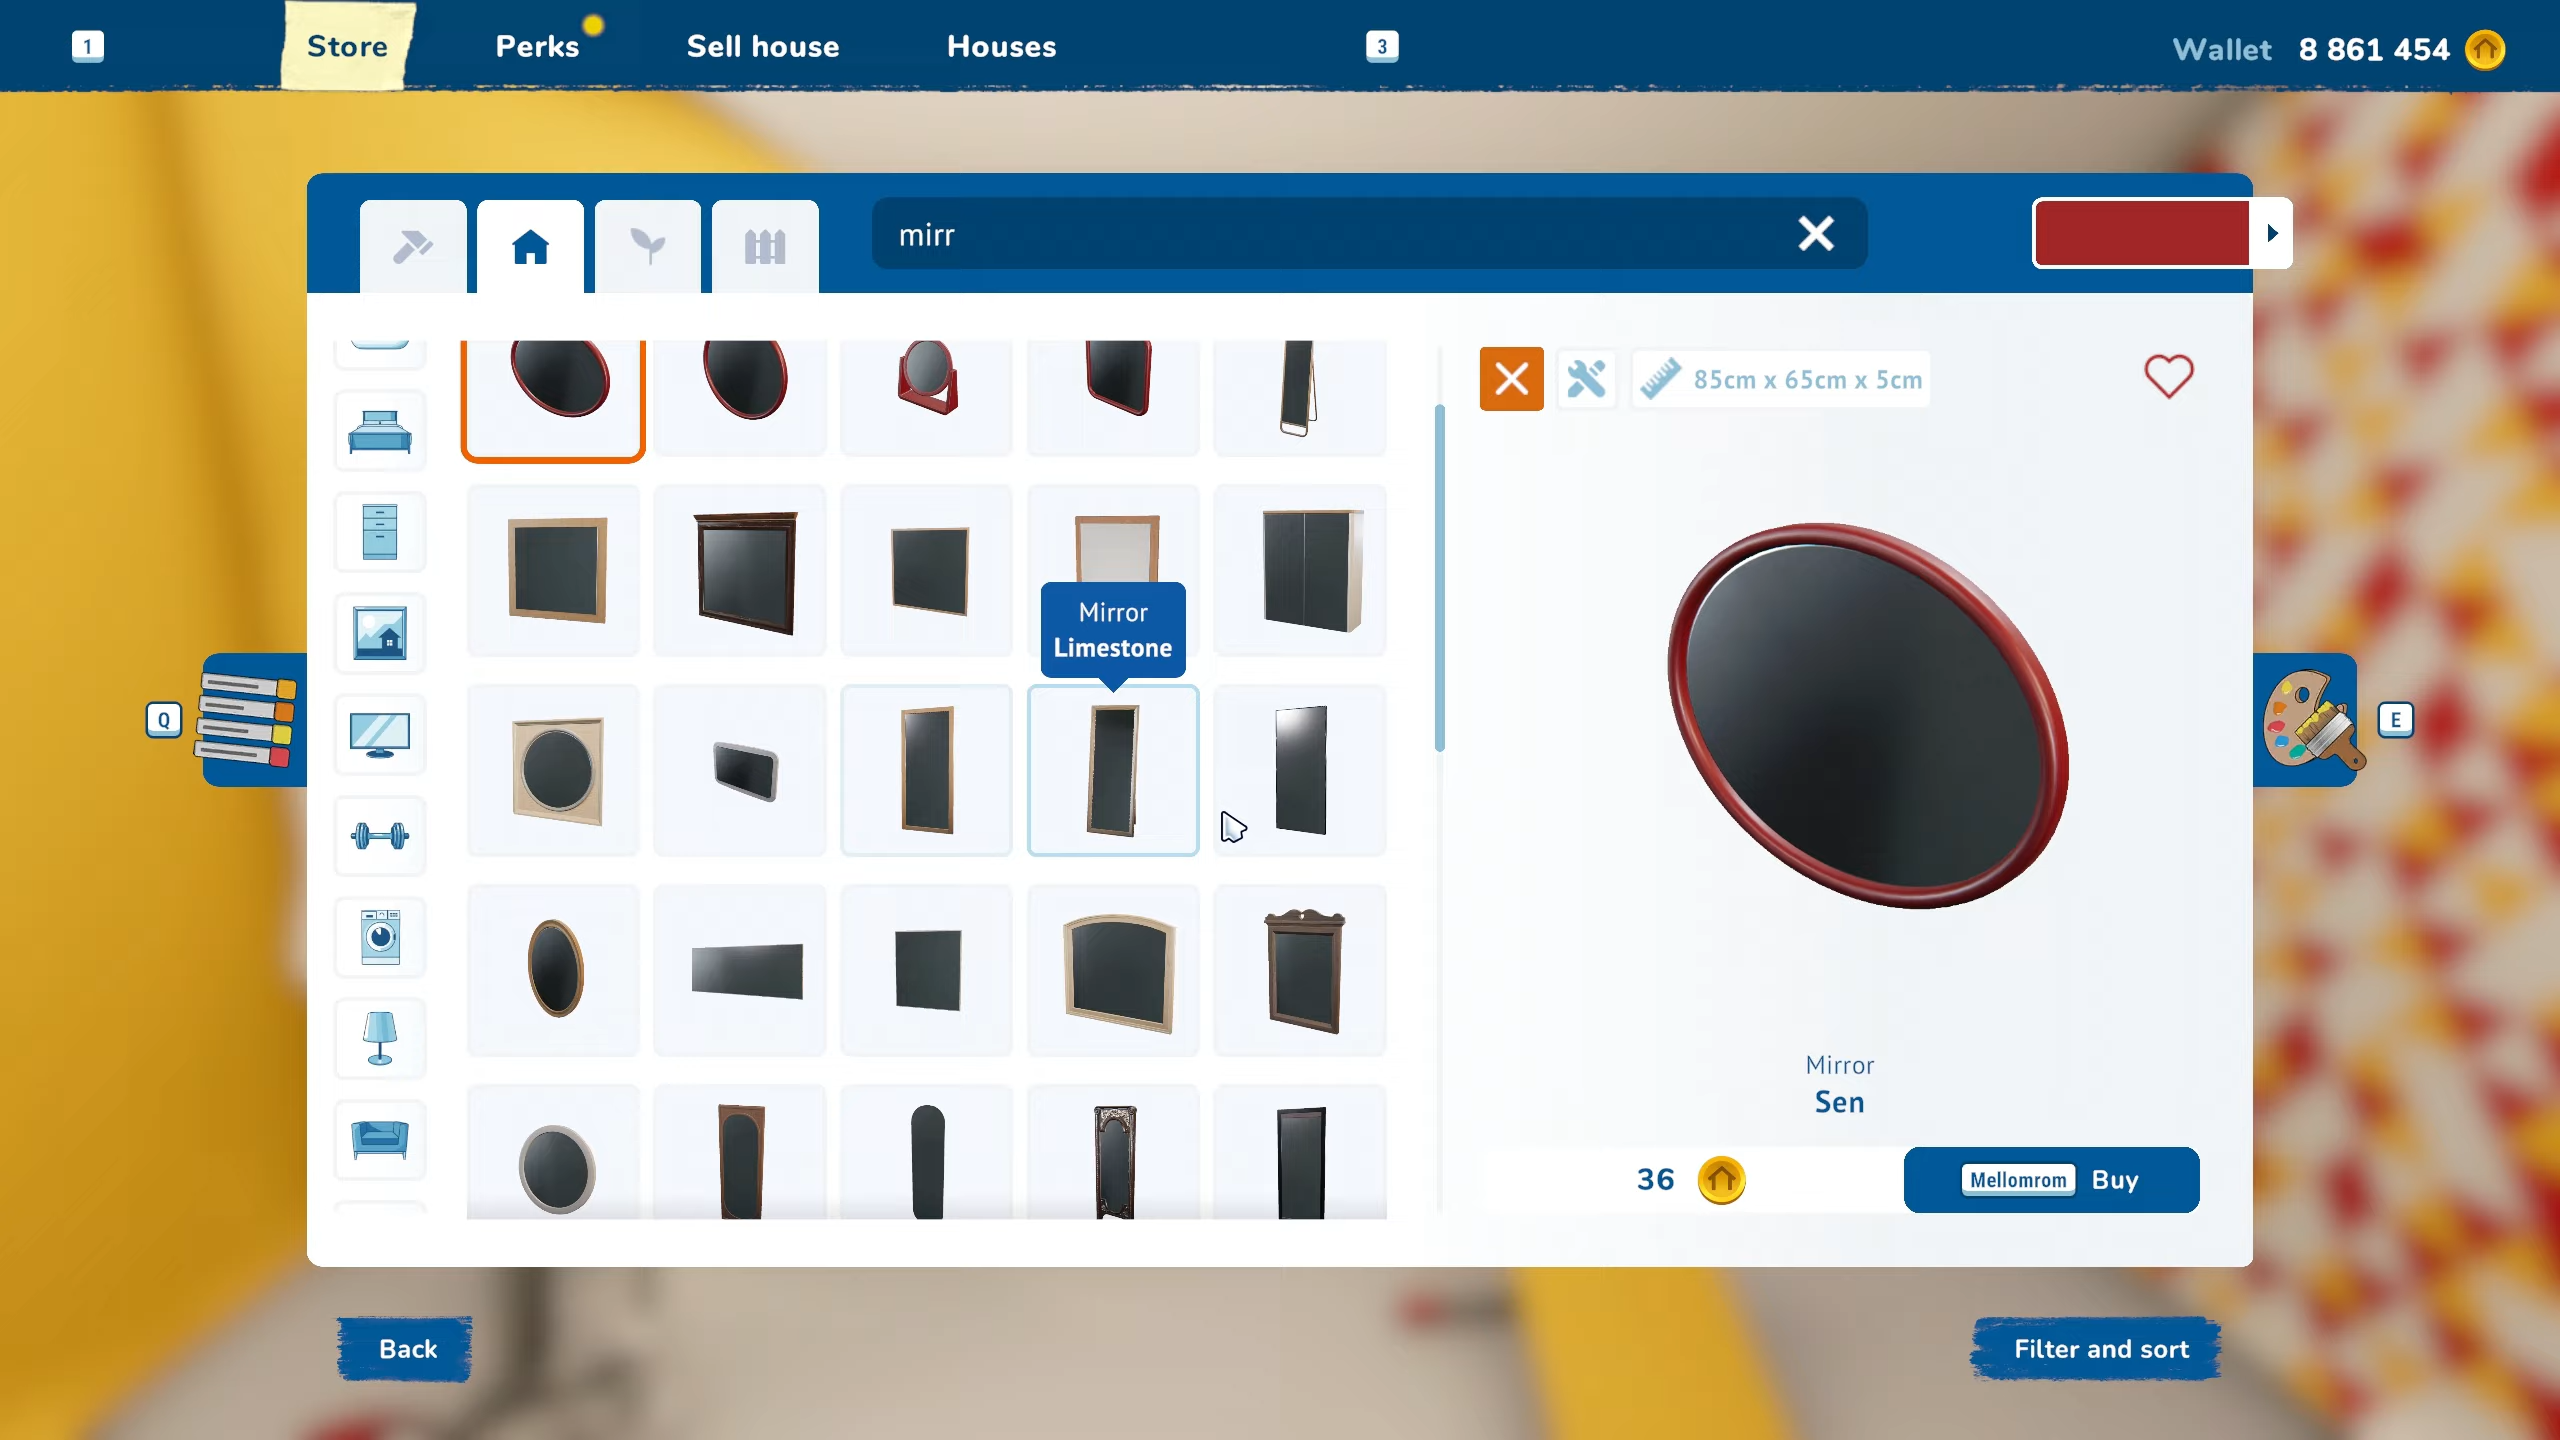 1
Store
Perks
Sell house
Houses
3
Wallet 8 861 454
mirr
85cm x 65cm x 5cm
Mirror
Limestone
Q
E
Mirror
Sen
36
Mellomrom Buy
Back
Filter and sort